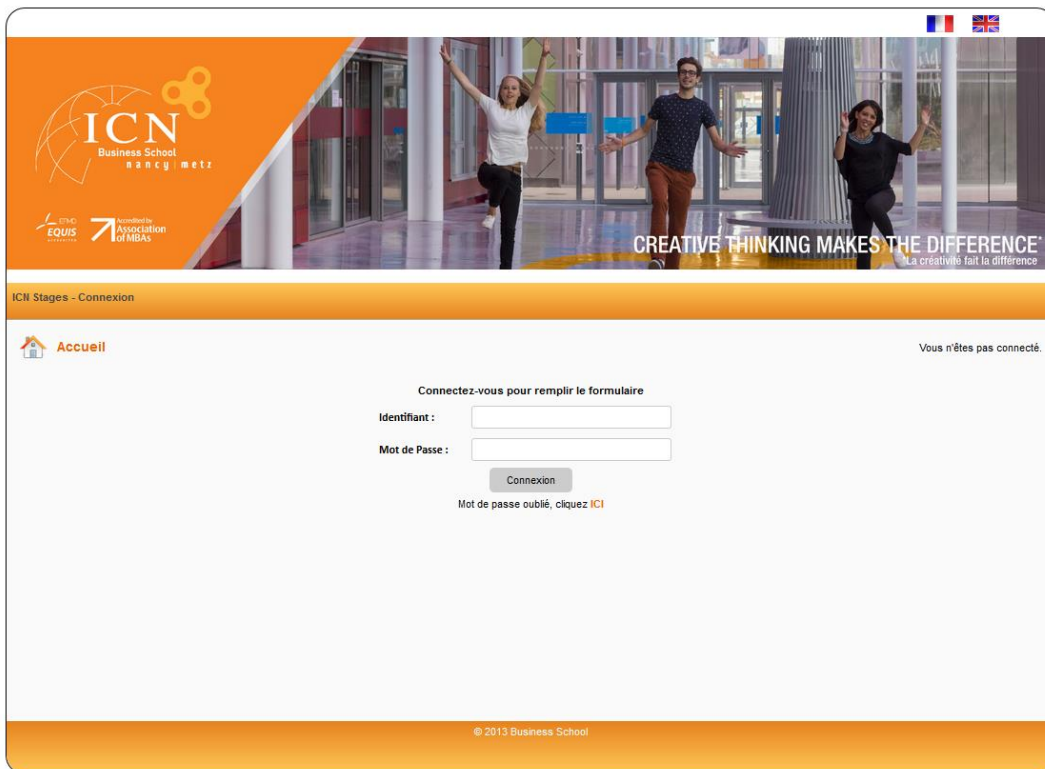 ICN
Business School
nancy | metz
EFMD
EQUIS
ACCREDITED
Accredited by
Association
of MBAs
CREATIVE THINKING MAKES THE DIFFERENCE*
*La créativité fait la différence
ICN Stages - Connexion
Accueil
Vous n'êtes pas connecté.
Connectez-vous pour remplir le formulaire
Identifiant :
Mot de Passe :
Connexion
Mot de passe oublié, cliquez ICI
© 2013 Business School